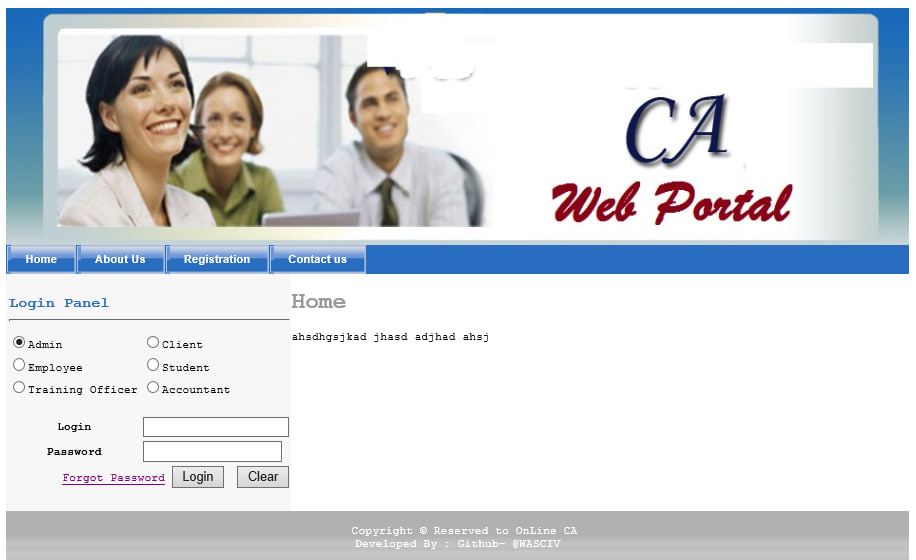 CA
Web Portal
Home About Us Registration Contact us
Login Panel
Admin Client
Employee Student
Training Officer Accountant
Login
Password
Forgot Password Login Clear
Home
ahsdhgsjkad jhasd adjhad ahsj
Copyright © Reserved to OnLine CA
Developed By : Github- @WASCIV